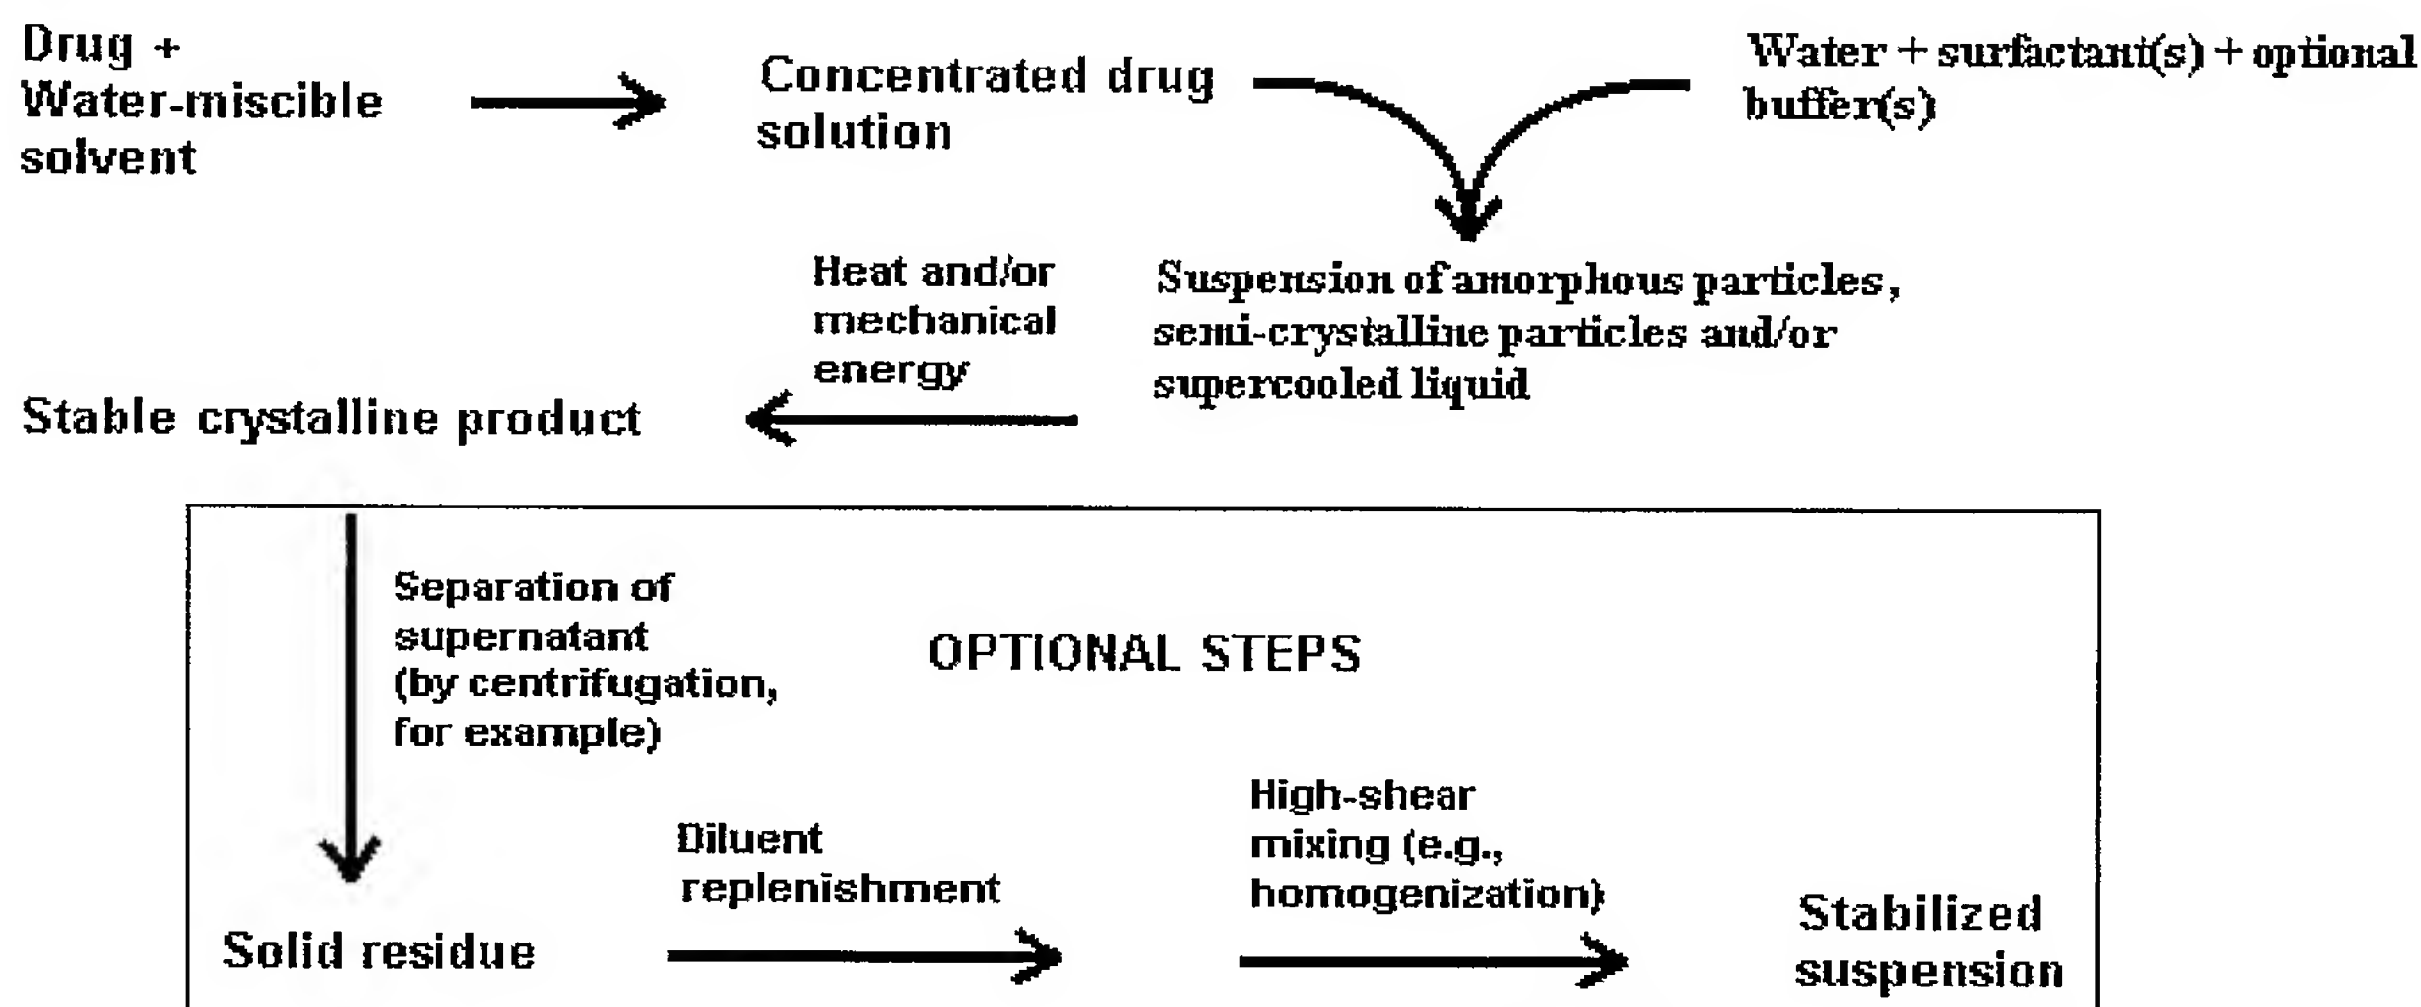 Drug +
Water-miscible
solvent
Concentrated drug
solution
Water + surfactant(s) + optional
buffer(s)
Heat and/or
mechanical
energy
Suspension of amorphous particles,
semi-crystalline particles and/or
supercooled liquid
Stable crystalline product
Separation of
supernatant
(by centrifugation,
for example)
OPTIONAL STEPS
Solid residue
Diluent
replenishment
High-shear
mixing (e.g.,
homogenization)
Stabilized
suspension